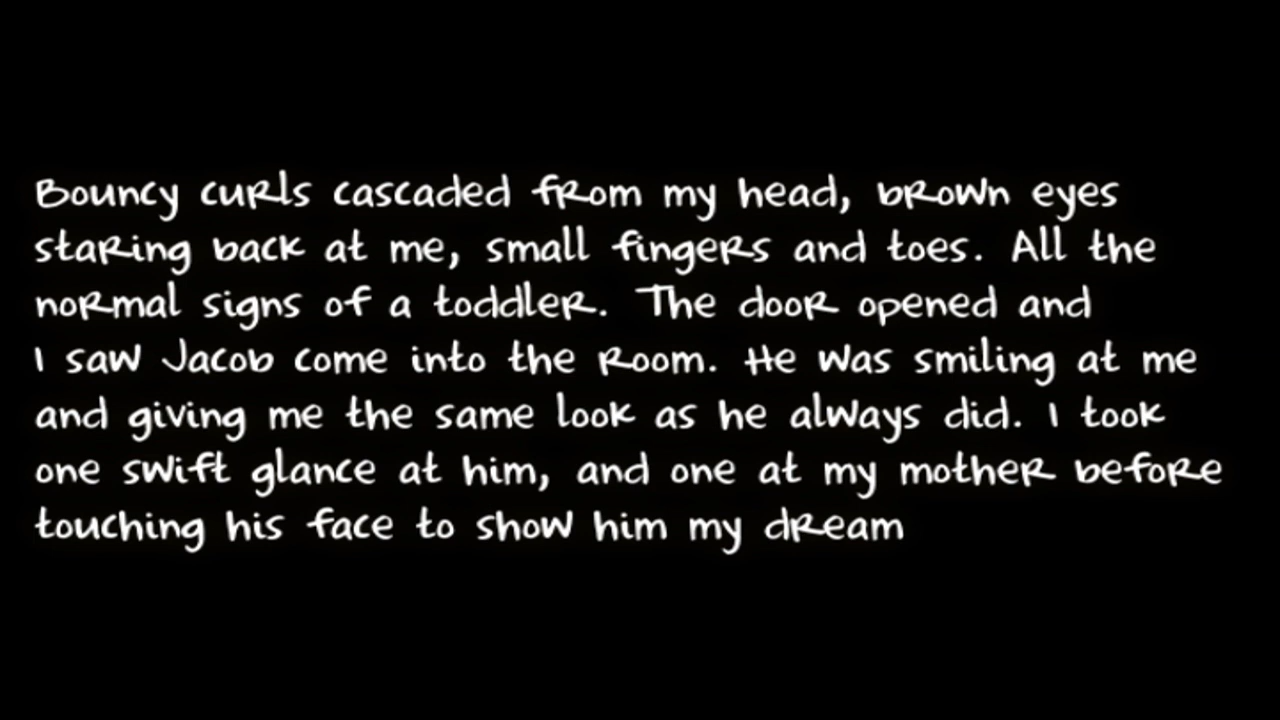 Bouncy curls cascaded from my head, brown eyes
staring back at me, small fingers and toes. All the
normal signs of a toddler. The door opened and
I saw Jacob come into the room. He was smiling at me
and giving me the same look as he always did. I took
one swift glance at him, and one at my mother before
touching his face to show him my dream